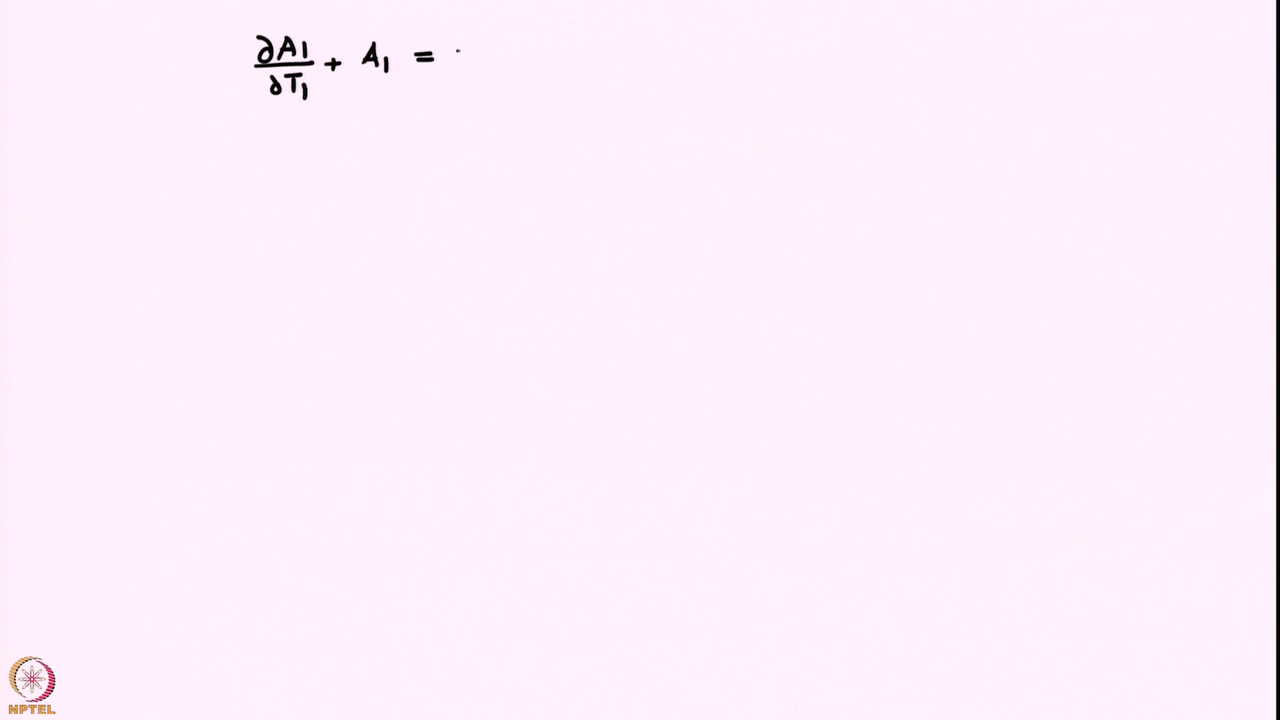 ∂A₁/∂T₁ + A₁ =
NPTEL